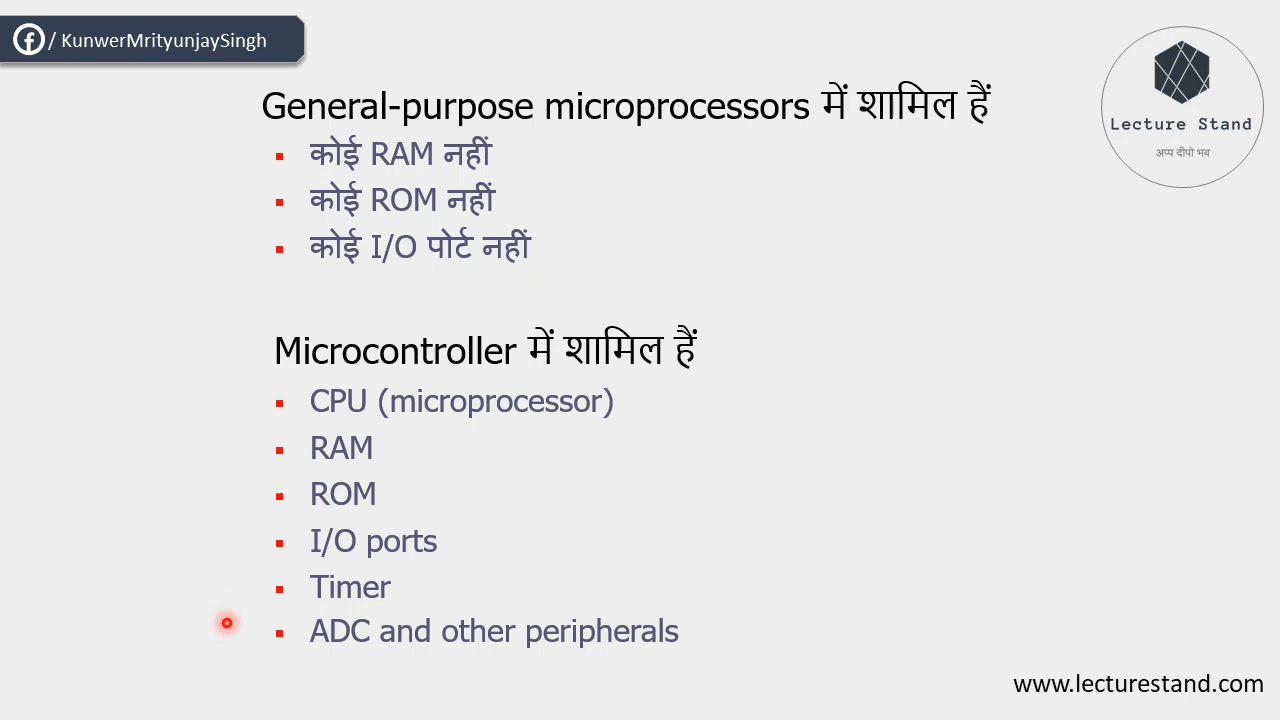 / KunwerMrityunjaySingh
Lecture Stand
अप्प दीपो भव
General-purpose microprocessors में शामिल हैं
कोई RAM नहीं
कोई ROM नहीं
कोई I/O पोर्ट नहीं
Microcontroller में शामिल हैं
CPU (microprocessor)
RAM
ROM
I/O ports
Timer
ADC and other peripherals
www.lecturestand.com